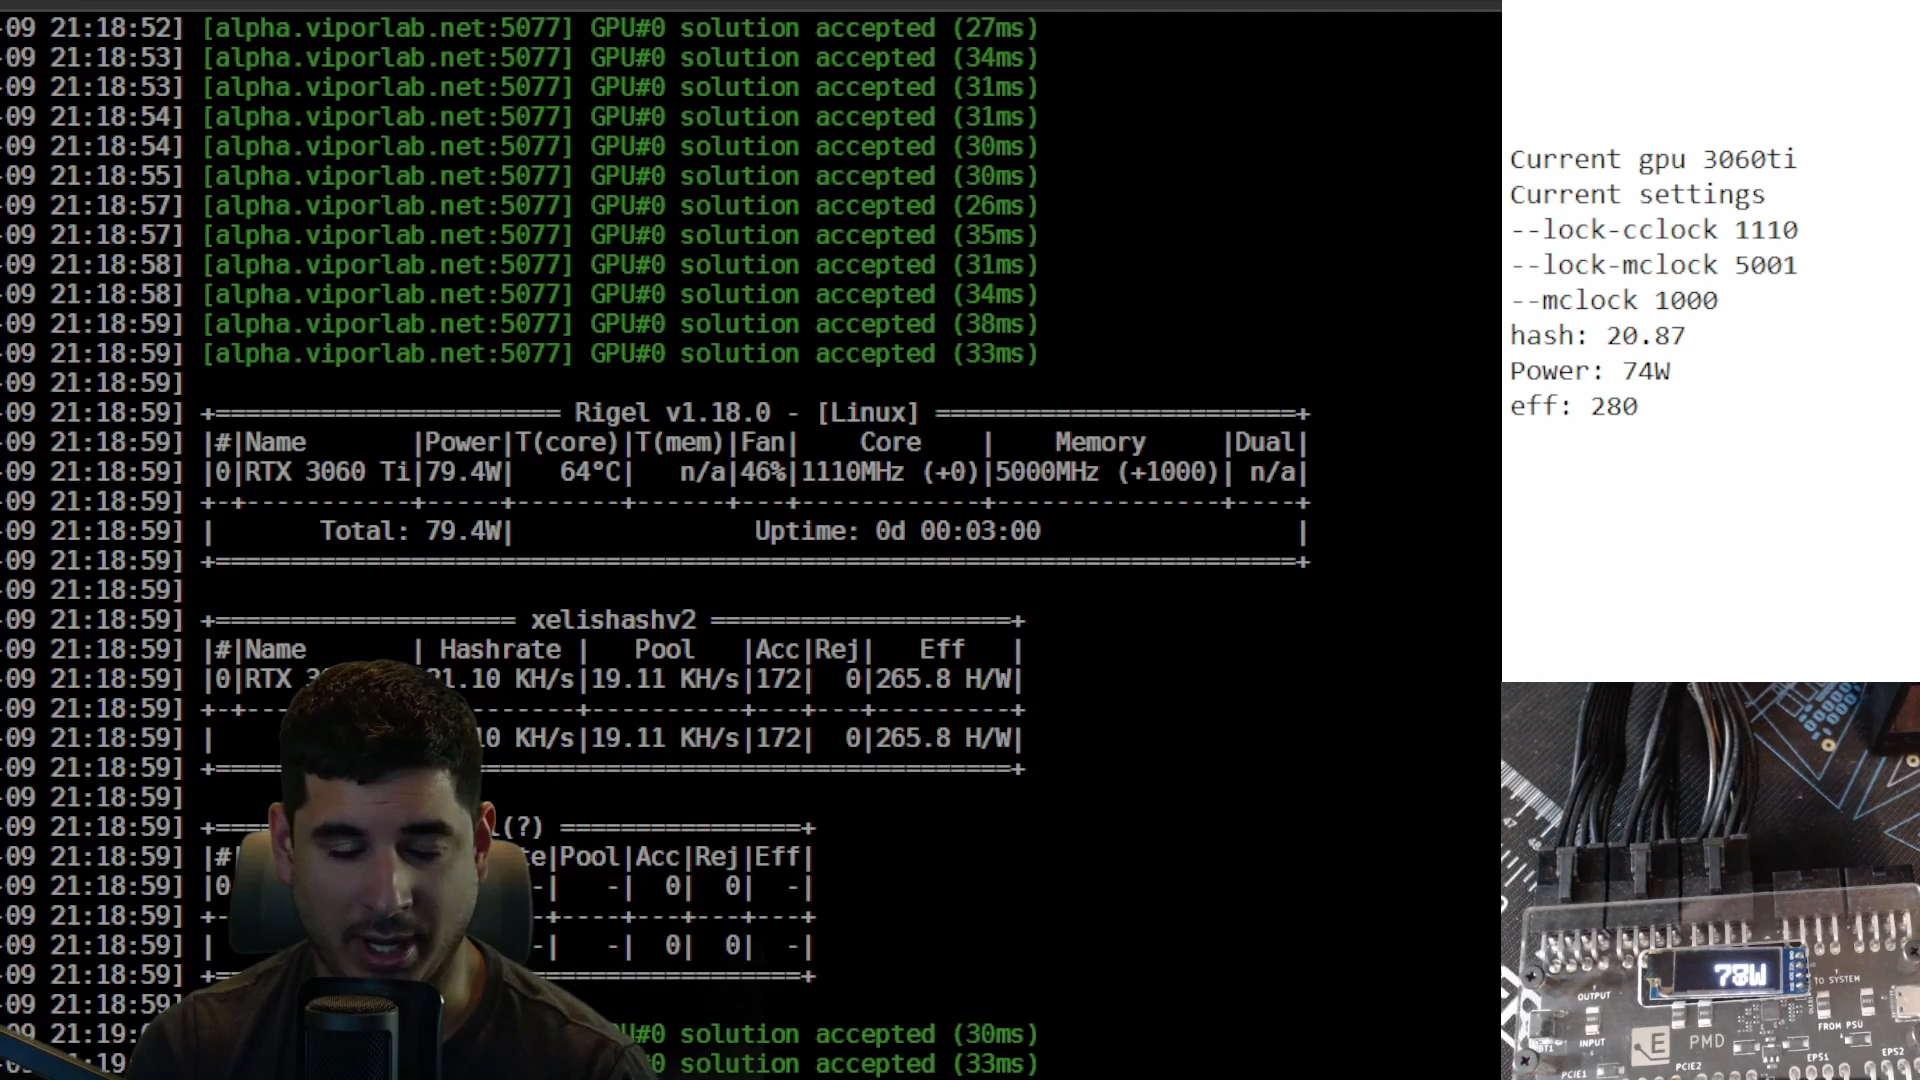 -09 21:18:52] [alpha.viporlab.net:5077] GPU#0 solution accepted (27ms)
-09 21:18:53] [alpha.viporlab.net:5077] GPU#0 solution accepted (34ms)
-09 21:18:53] [alpha.viporlab.net:5077] GPU#0 solution accepted (31ms)
-09 21:18:54] [alpha.viporlab.net:5077] GPU#0 solution accepted (31ms)
-09 21:18:54] [alpha.viporlab.net:5077] GPU#0 solution accepted (30ms)
-09 21:18:55] [alpha.viporlab.net:5077] GPU#0 solution accepted (30ms)
-09 21:18:57] [alpha.viporlab.net:5077] GPU#0 solution accepted (26ms)
-09 21:18:57] [alpha.viporlab.net:5077] GPU#0 solution accepted (35ms)
-09 21:18:58] [alpha.viporlab.net:5077] GPU#0 solution accepted (31ms)
-09 21:18:58] [alpha.viporlab.net:5077] GPU#0 solution accepted (34ms)
-09 21:18:59] [alpha.viporlab.net:5077] GPU#0 solution accepted (38ms)
-09 21:18:59] [alpha.viporlab.net:5077] GPU#0 solution accepted (33ms)
-09 21:18:59]
-09 21:18:59] +======================= Rigel v1.18.0 - [Linux] ========================+
-09 21:18:59] |#|Name |Power|T(core)|T(mem)|Fan| Core | Memory |Dual|
-09 21:18:59] |0|RTX 3060 Ti|79.4W| 64°C| n/a|46%|1110MHz (+0)|5000MHz (+1000)| n/a|
-09 21:18:59] +-+-----------+-----+-------+------+---+------------+---------------+----+
-09 21:18:59] | Total: 79.4W| Uptime: 0d 00:03:00 |
-09 21:18:59] +========================================================================+
-09 21:18:59]
-09 21:18:59] +==================== xelishashv2 ====================+
-09 21:18:59] |#|Name | Hashrate | Pool |Acc|Rej| Eff |
-09 21:18:59] |0|RTX 3 21.10 KH/s|19.11 KH/s|172| 0|265.8 H/W|
-09 21:18:59] +-+--- -------+----------+---+---+---------+
-09 21:18:59] | 10 KH/s|19.11 KH/s|172| 0|265.8 H/W|
-09 21:18:59] +==== ====================================+
-09 21:18:59]
-09 21:18:59] +=== l(?) ================+
-09 21:18:59] |# te|Pool|Acc|Rej|Eff|
-09 21:18:59] |0 -| -| 0| 0| -|
-09 21:18:59] +- -+----+---+---+---+
-09 21:18:59] | -| -| 0| 0| -|
-09 21:18:59] +== ===================+
-09 21:18:59]
09 21:19: U#0 solution accepted (30ms)
21:19: 0 solution accepted (33ms)
Current gpu 3060ti
Current settings
--lock-cclock 1110
--lock-mclock 5001
--mclock 1000
hash: 20.87
Power: 74W
eff: 280
78W
TO SYSTEM
OUTPUT
FROM PSU
INPUT
E PMD
EPS1
EPS2
PCIE1
PCIE2